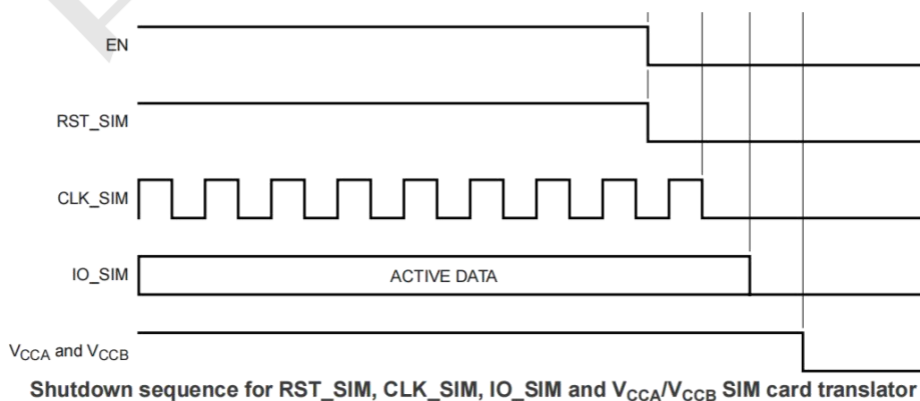 EN
RST_SIM
CLK_SIM
IO_SIM
ACTIVE DATA
VCCA and VCCB
Shutdown sequence for RST_SIM, CLK_SIM, IO_SIM and VCCA/VCCB SIM card translator